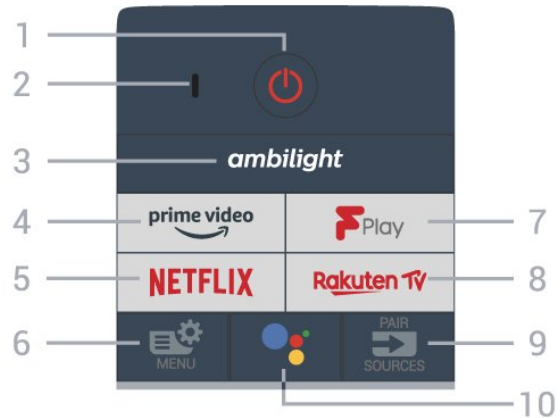 1
2
3
ambilight
4
prime video
F Play
7
5
NETFLIX
Rakuten TV
8
6
MENU
PAIR
SOURCES
9
10